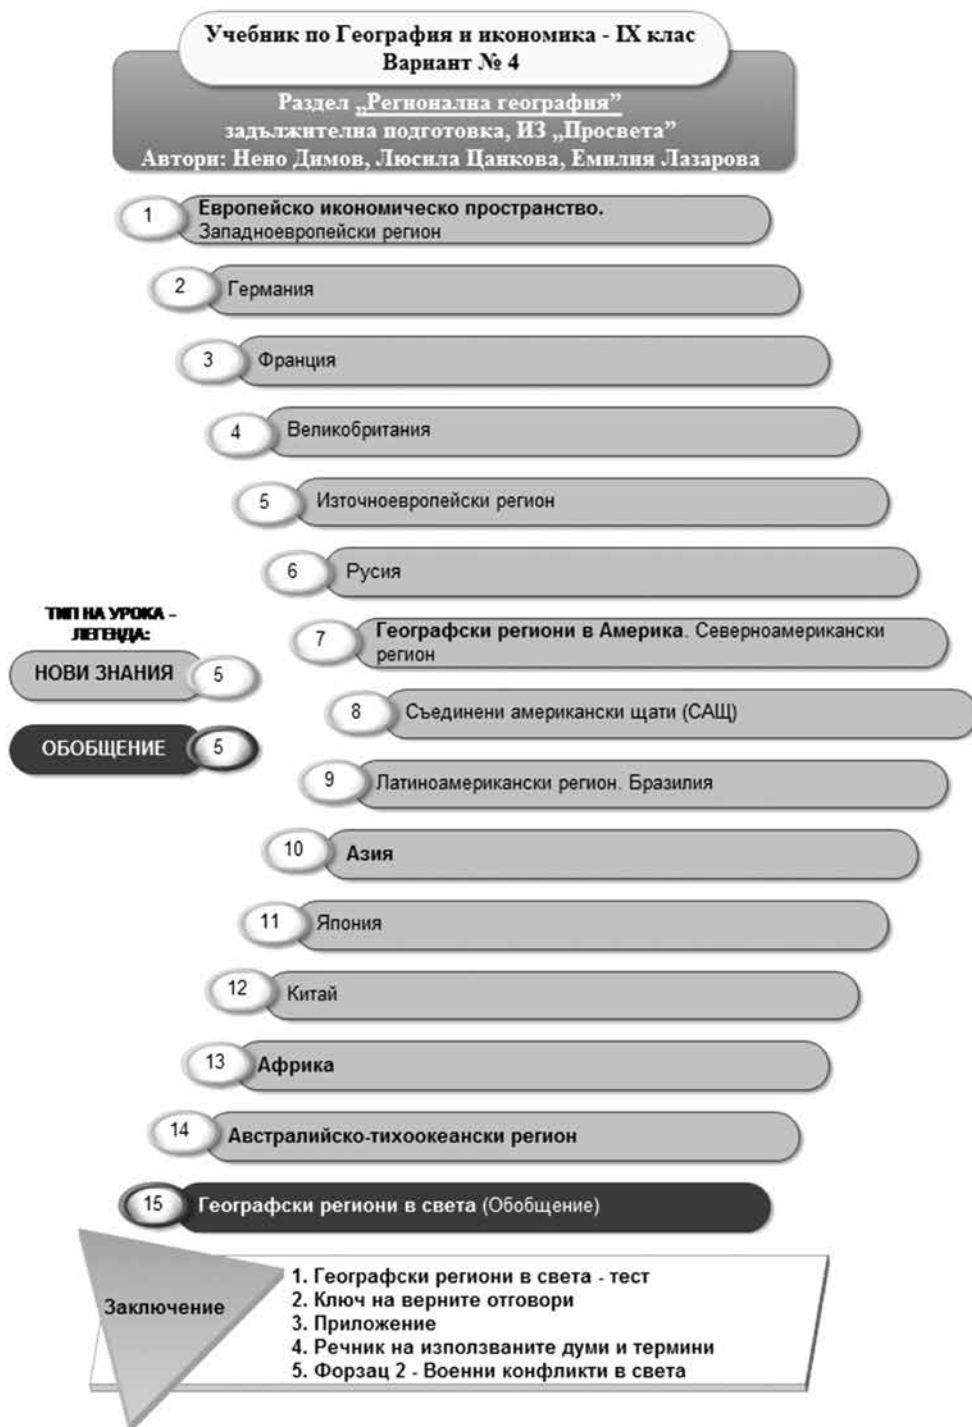 Учебник по География и икономика - IX клас
Вариант № 4
Раздел „Регионална география”
задължителна подготовка, ИЗ „Просвета”
Автори: Нено Димов, Люсила Цанкова, Емилия Лазарова
1 Европейско икономическо пространство.
Западноевропейски регион
2 Германия
3 Франция
4 Великобритания
5 Източноевропейски регион
6 Русия
ТИП НА УРОКА –
ЛЕГЕНДА:
НОВИ ЗНАНИЯ 5
ОБОБЩЕНИЕ 5
7 Географски региони в Америка. Северноамерикански
регион
8 Съединени американски щати (САЩ)
9 Латиноамерикански регион. Бразилия
10 Азия
11 Япония
12 Китай
13 Африка
14 Австралийско-тихоокеански регион
15 Географски региони в света (Обобщение)
Заключение
1. Географски региони в света - тест
2. Ключ на верните отговори
3. Приложение
4. Речник на използваните думи и термини
5. Форзац 2 - Военни конфликти в света